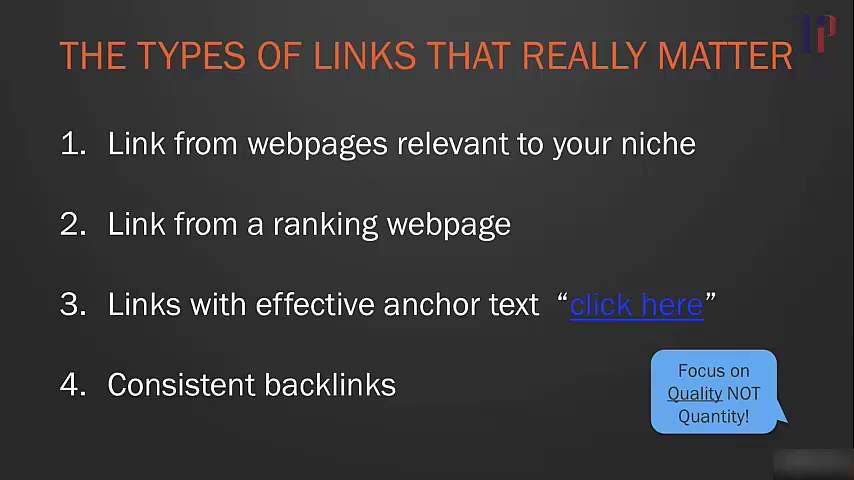 THE TYPES OF LINKS THAT REALLY MATTER
1. Link from webpages relevant to your niche
2. Link from a ranking webpage
3. Links with effective anchor text “click here”
4. Consistent backlinks
Focus on
Quality NOT
Quantity!